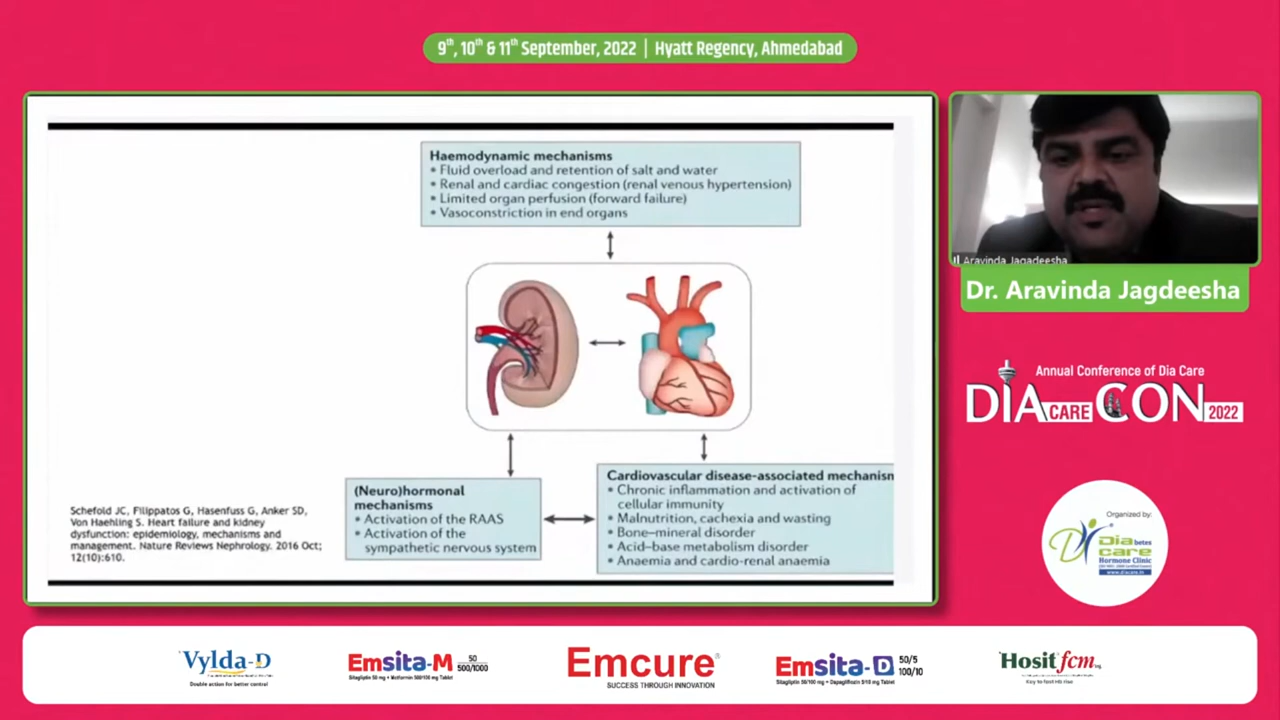 9th, 10th & 11th September, 2022 | Hyatt Regency, Ahmedabad
Haemodynamic mechanisms
• Fluid overload and retention of salt and water
• Renal and cardiac congestion (renal venous hypertension)
• Limited organ perfusion (forward failure)
• Vasoconstriction in end organs
(Neuro)hormonal
mechanisms
• Activation of the RAAS
• Activation of the
sympathetic nervous system
Cardiovascular disease-associated mechanism
• Chronic inflammation and activation of
cellular immunity
• Malnutrition, cachexia and wasting
• Bone–mineral disorder
• Acid–base metabolism disorder
• Anaemia and cardio-renal anaemia
Schefold JC, Filippatos G, Hasenfuss G, Anker SD,
Von Haehling S. Heart failure and kidney
dysfunction: epidemiology, mechanisms and
management. Nature Reviews Nephrology. 2016 Oct;
12(10):610.
Aravinda Jagadeesha
Dr. Aravinda Jagdeesha
Annual Conference of Dia Care
DIA CARE CON 2022
Organized by:
Diabetes
care
Hormone Clinic
www.diacare.in
Vylda-D
Double action for better control
Emsita-M 50 500/1000
Sitagliptin 50 mg + Metformin 500/1000 mg Tablet
Emcure®
SUCCESS THROUGH INNOVATION
Emsita-D 50/5 100/10
Sitagliptin 50/100 mg + Dapagliflozin 5/10 mg Tablet
Hosit fcm